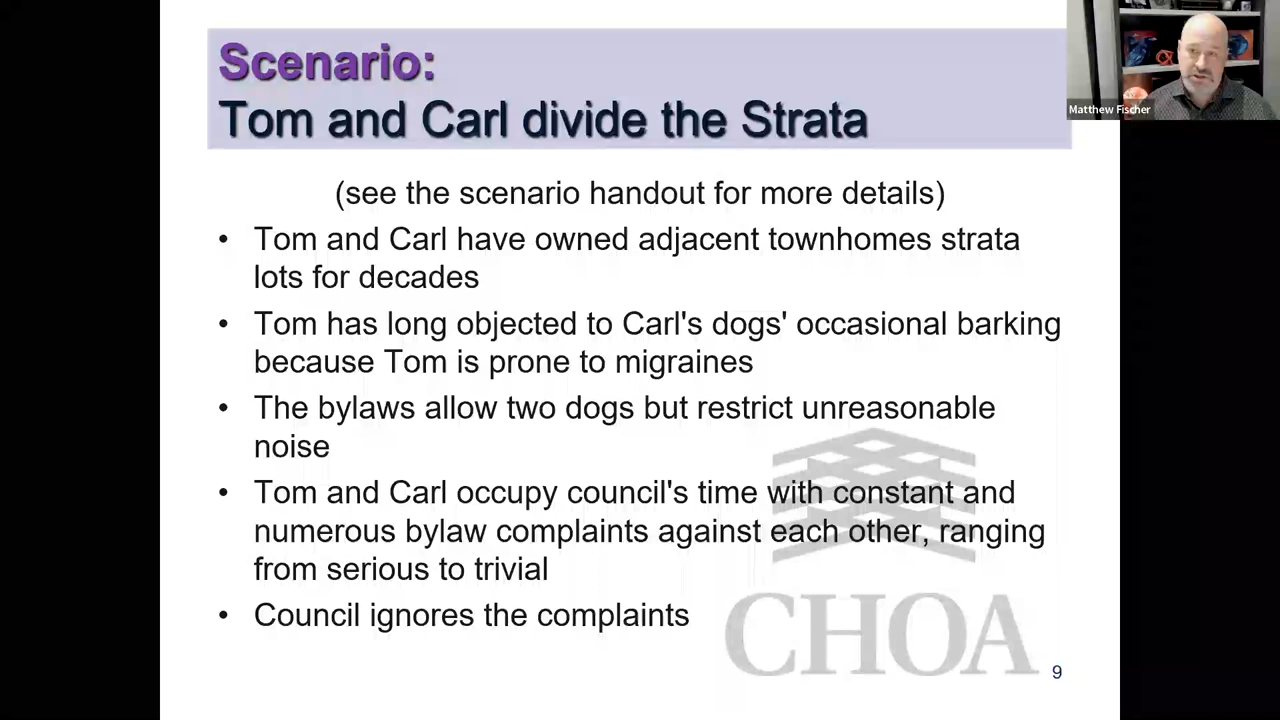 Scenario:
Tom and Carl divide the Strata
Matthew Fischer
(see the scenario handout for more details)
• Tom and Carl have owned adjacent townhomes strata
lots for decades
• Tom has long objected to Carl's dogs' occasional barking
because Tom is prone to migraines
• The bylaws allow two dogs but restrict unreasonable
noise
• Tom and Carl occupy council's time with constant and
numerous bylaw complaints against each other, ranging
from serious to trivial
• Council ignores the complaints
CHOA
9